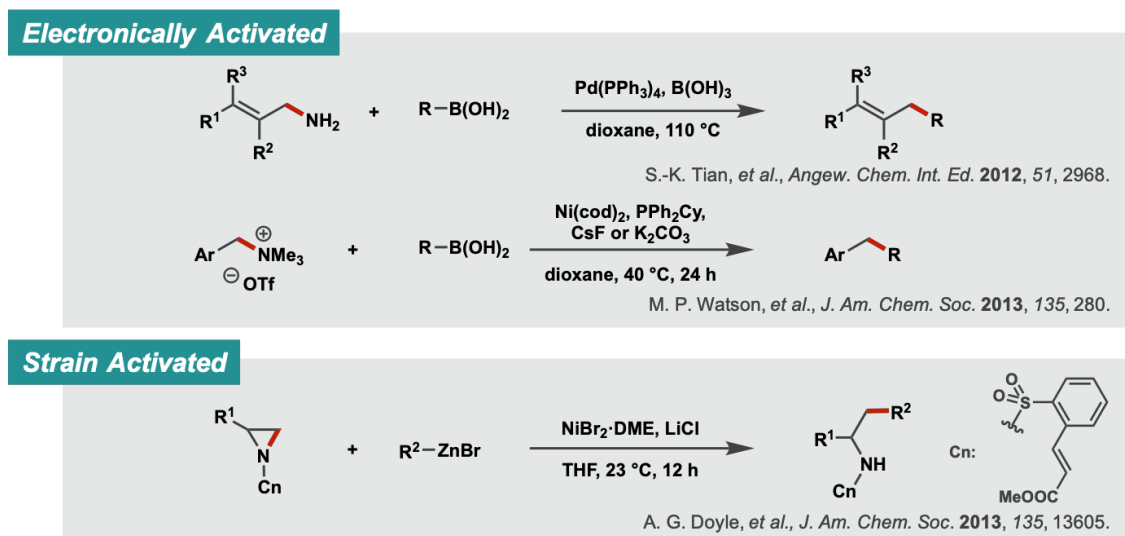 Electronically Activated
R³
R¹
NH₂
R²
+
R–B(OH)₂
Pd(PPh₃)₄, B(OH)₃
dioxane, 110 °C
R³
R¹
R
R²
S.-K. Tian, et al., Angew. Chem. Int. Ed. 2012, 51, 2968.
Ar
⊕
NMe₃
⊖ OTf
+
R–B(OH)₂
Ni(cod)₂, PPh₂Cy,
CsF or K₂CO₃
dioxane, 40 °C, 24 h
Ar
R
M. P. Watson, et al., J. Am. Chem. Soc. 2013, 135, 280.
Strain Activated
R¹
N
Cn
+
R²–ZnBr
NiBr₂·DME, LiCl
THF, 23 °C, 12 h
R²
R¹
NH
Cn
Cn:
O
O
S
MeOOC
A. G. Doyle, et al., J. Am. Chem. Soc. 2013, 135, 13605.